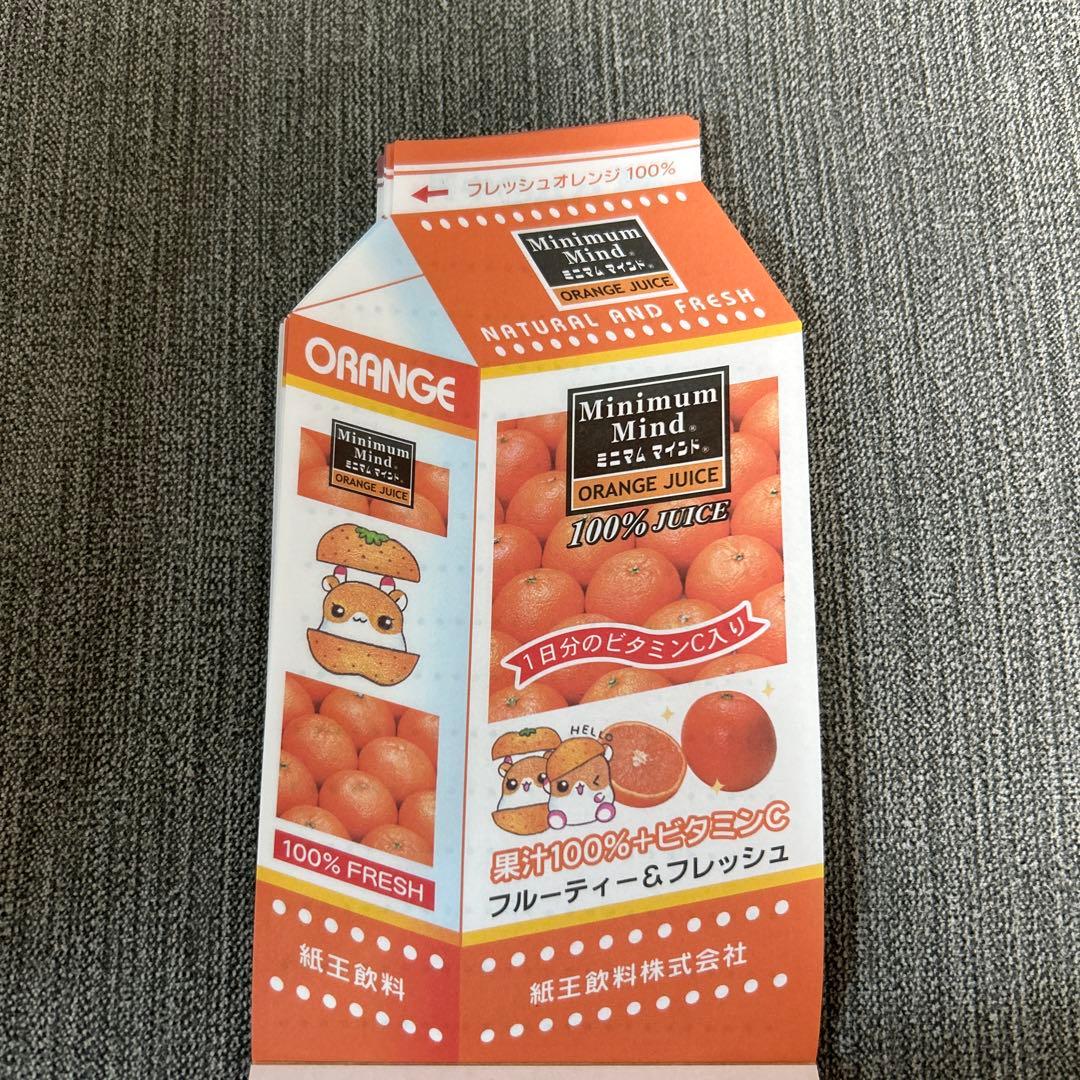 フレッシュオレンジ 100%
Minimum
Mind®
ミニマム マインド®
ORANGE JUICE
NATURAL AND FRESH
ORANGE
Minimum
Mind®
ミニマム マインド®
ORANGE JUICE
100% FRESH
紙王飲料
Minimum
Mind®
ミニマム マインド®
ORANGE JUICE
100% JUICE
1日分のビタミンC入り
HELLO
果汁100%+ビタミンC
フルーティー&フレッシュ
紙王飲料株式会社